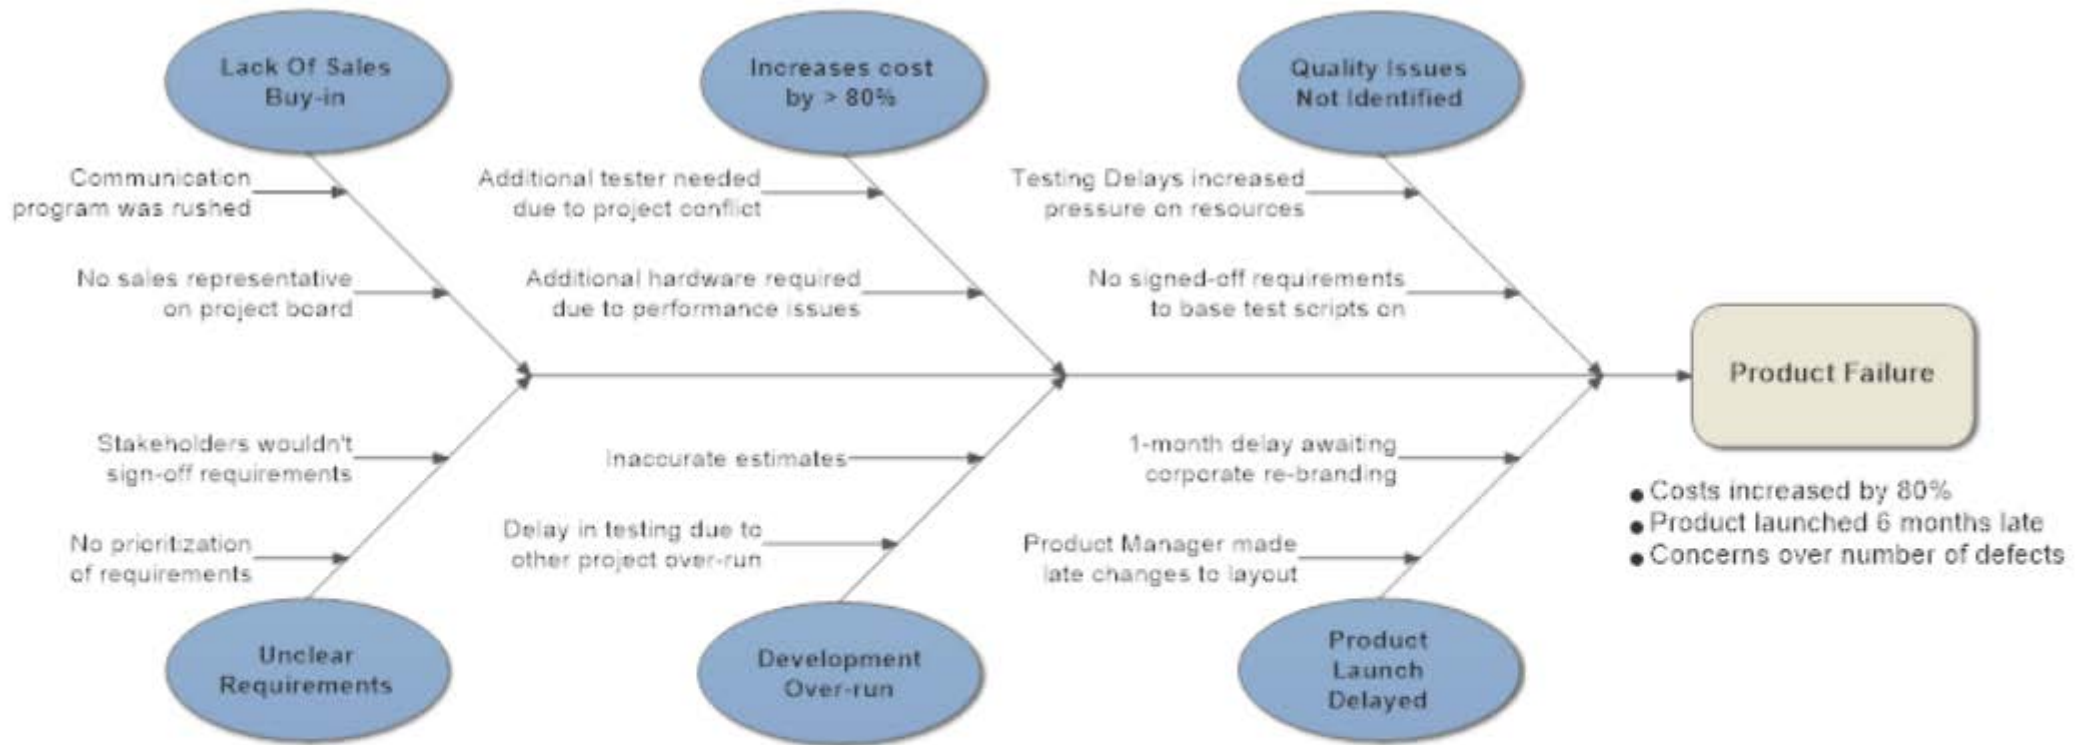 Lack Of Sales
Buy-in
Increases cost
by > 80%
Quality Issues
Not Identified
Communication
program was rushed
Additional tester needed
due to project conflict
Testing Delays increased
pressure on resources
No sales representative
on project board
Additional hardware required
due to performance issues
No signed-off requirements
to base test scripts on
Product Failure
Stakeholders wouldn't
sign-off requirements
Inaccurate estimates
1-month delay awaiting
corporate re-branding
• Costs increased by 80%
• Product launched 6 months late
• Concerns over number of defects
No prioritization
of requirements
Delay in testing due to
other project over-run
Product Manager made
late changes to layout
Unclear
Requirements
Development
Over-run
Product
Launch
Delayed